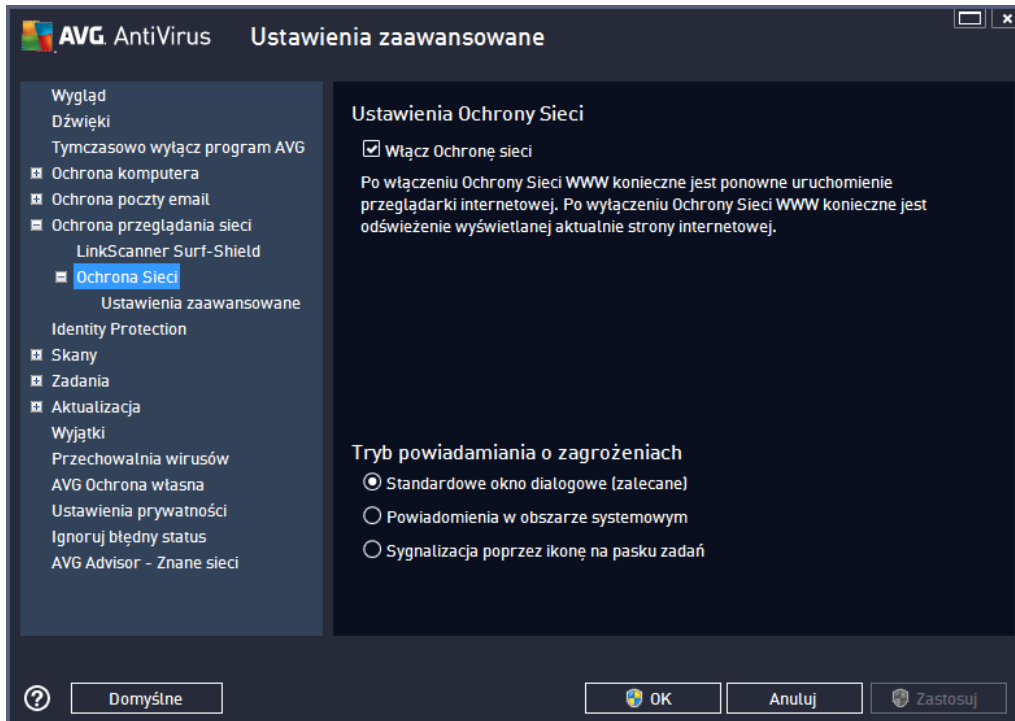 AVG AntiVirus Ustawienia zaawansowane
Wygląd
Dźwięki
Tymczasowo wyłącz program AVG
Ochrona komputera
Ochrona poczty email
Ochrona przeglądania sieci
LinkScanner Surf-Shield
Ochrona Sieci
Ustawienia zaawansowane
Identity Protection
Skany
Zadania
Aktualizacja
Wyjątki
Przechowalnia wirusów
AVG Ochrona własna
Ustawienia prywatności
Ignoruj błędny status
AVG Advisor - Znane sieci
Ustawienia Ochrony Sieci
Włącz Ochronę sieci
Po włączeniu Ochrony Sieci WWW konieczne jest ponowne uruchomienie
przeglądarki internetowej. Po wyłączeniu Ochrony Sieci WWW konieczne jest
odświeżenie wyświetlanej aktualnie strony internetowej.
Tryb powiadamiania o zagrożeniach
Standardowe okno dialogowe (zalecane)
Powiadomienia w obszarze systemowym
Sygnalizacja poprzez ikonę na pasku zadań
? Domyślne OK Anuluj Zastosuj